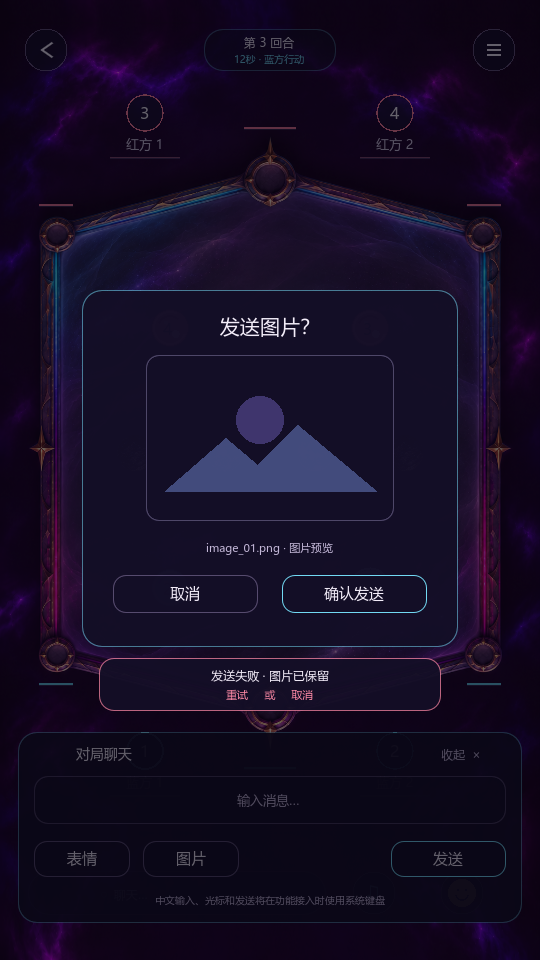 第 3 回合
12秒 · 蓝方行动
3
4
红方 1
红方 2
发送图片?
image_01.png · 图片预览
取消
确认发送
发送失败 · 图片已保留
重试 或 取消
1
2
对局聊天
收起 ×
输入消息...
表情
图片
发送
中文输入、光标和发送将在功能接入时使用系统键盘